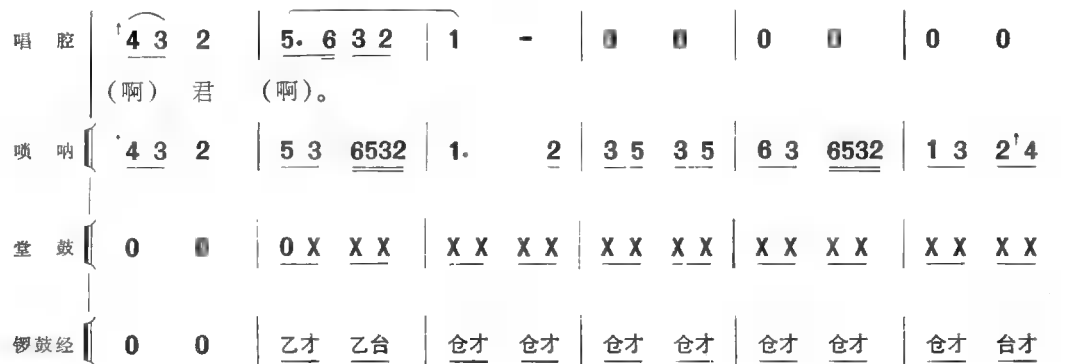 唱腔 ↑4 3 2 | 5. 6 3 2 | 1 - | 0 0 | 0 0 | 0 0
(啊) 君 (啊)。
唢呐 4 3 2 | 5 3 6532 | 1. 2 | 3 5 3 5 | 6 3 6532 | 1 3 2 ↑4
堂鼓 0 0 | 0 X X X | X X X X | X X X X | X X X X | X X X X
锣鼓经 0 0 | 乙才 乙台 | 仓才 仓才 | 仓才 仓才 | 仓才 仓才 | 仓才 台才